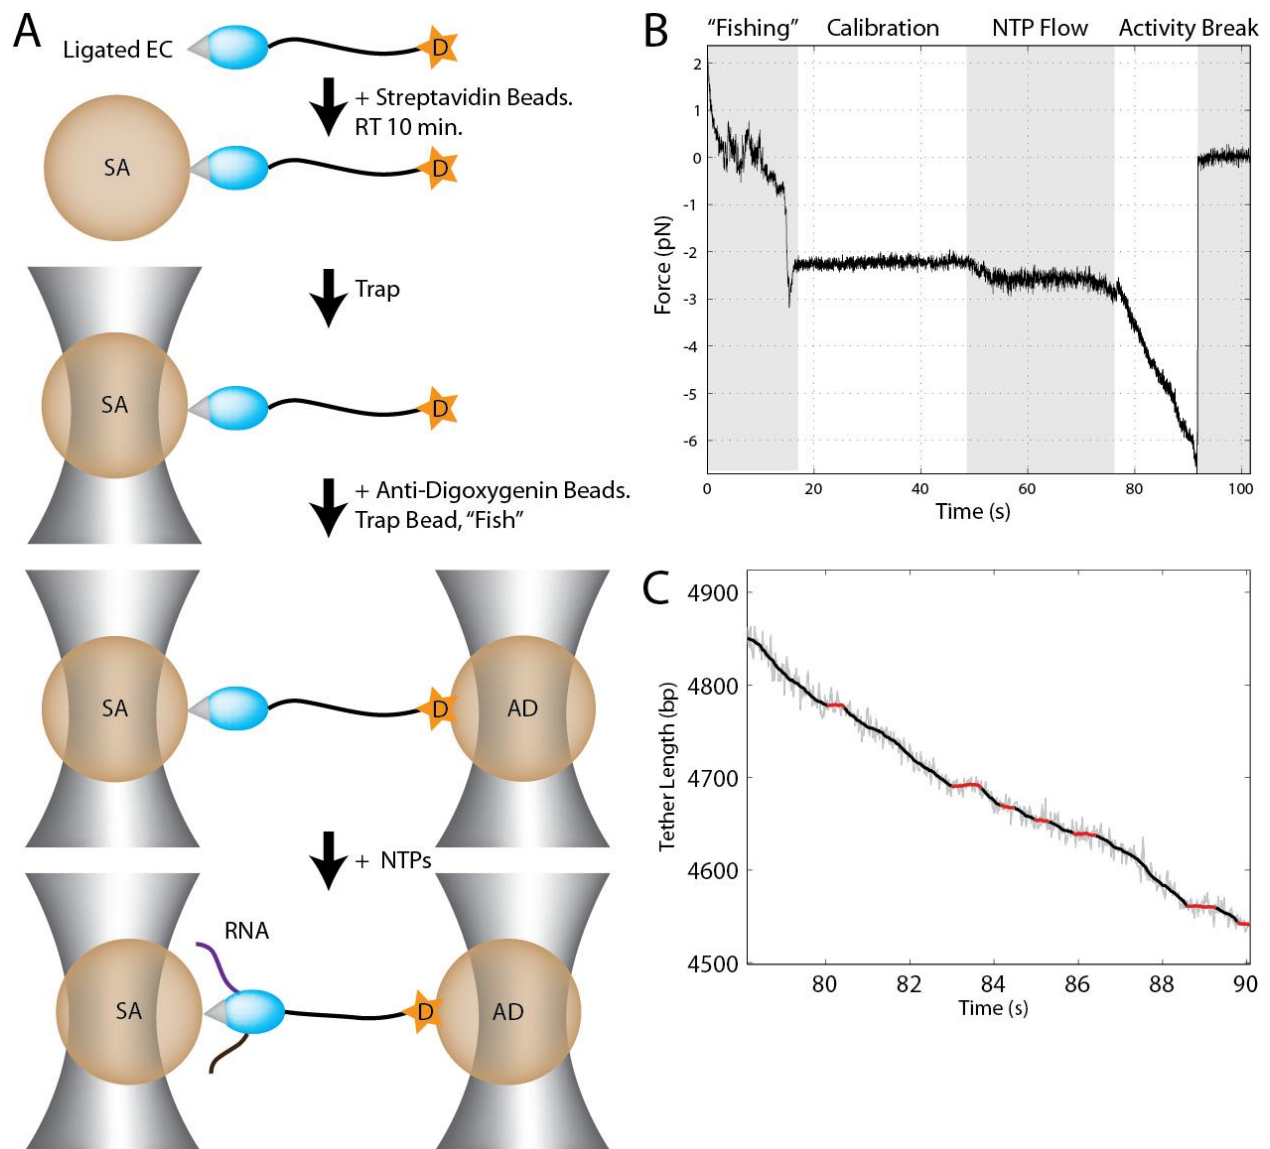 A
Ligated EC
D
+ Streptavidin Beads.
RT 10 min.
SA
D
Trap
SA
D
+ Anti-Digoxygenin Beads.
Trap Bead, “Fish”
SA
D
AD
+ NTPs
RNA
SA
D
AD
B
“Fishing” Calibration NTP Flow Activity Break
2
1
0
-1
-2
-3
-4
-5
-6
Force (pN)
0 20 40 60 80 100
Time (s)
C
4900
4800
4700
4600
4500
Tether Length (bp)
80 82 84 86 88 90
Time (s)